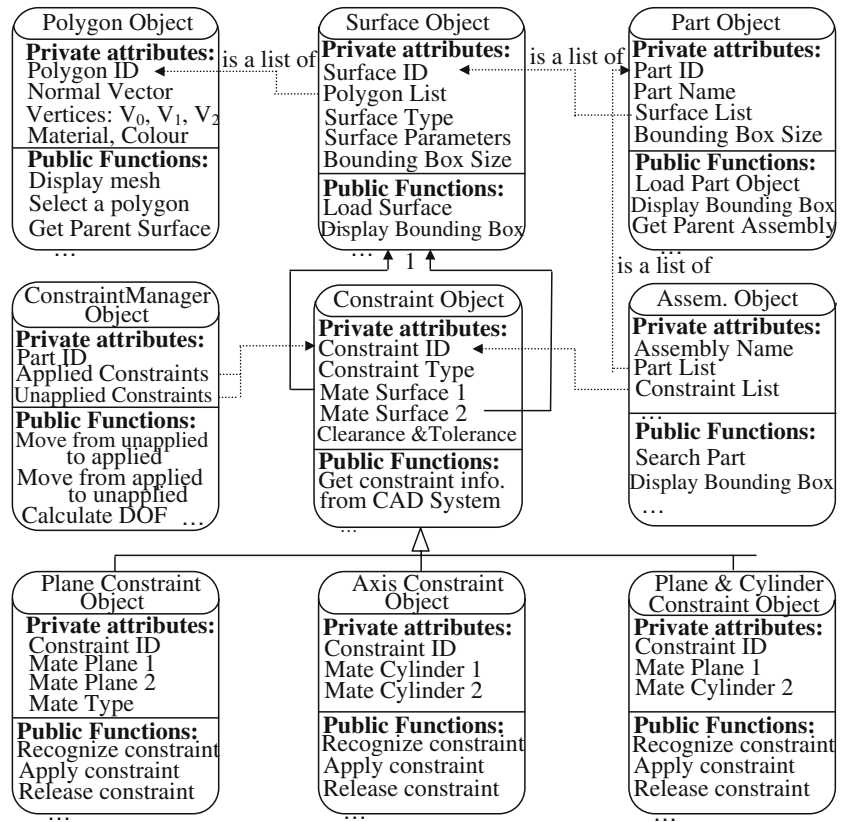 Polygon Object
Private attributes:
Polygon ID
Normal Vector
Vertices: V0, V1, V2
Material, Colour
Public Functions:
Display mesh
Select a polygon
Get Parent Surface
…
is a list of
Surface Object
Private attributes:
Surface ID
Polygon List
Surface Type
Surface Parameters
Bounding Box Size
Public Functions:
Load Surface
Display Bounding Box
…
1
is a list of
Part Object
Private attributes:
Part ID
Part Name
Surface List
Bounding Box Size
Public Functions:
Load Part Object
Display Bounding Box
Get Parent Assembly
…
is a list of
ConstraintManager
Object
Private attributes:
Part ID
Applied Constraints
Unapplied Constraints
Public Functions:
Move from unapplied
to applied
Move from applied
to unapplied
Calculate DOF …
Constraint Object
Private attributes:
Constraint ID
Constraint Type
Mate Surface 1
Mate Surface 2
Clearance &Tolerance
Public Functions:
Get constraint info.
from CAD System
…
Assem. Object
Private attributes:
Assembly Name
Part List
Constraint List
…
Public Functions:
Search Part
Display Bounding Box
…
Plane Constraint
Object
Private attributes:
Constraint ID
Mate Plane 1
Mate Plane 2
Mate Type
Public Functions:
Recognize constraint
Apply constraint
Release constraint
…
Axis Constraint
Object
Private attributes:
Constraint ID
Mate Cylinder 1
Mate Cylinder 2
Public Functions:
Recognize constraint
Apply constraint
Release constraint
…
Plane & Cylinder
Constraint Object
Private attributes:
Constraint ID
Mate Plane 1
Mate Cylinder 2
Public Functions:
Recognize constraint
Apply constraint
Release constraint
…